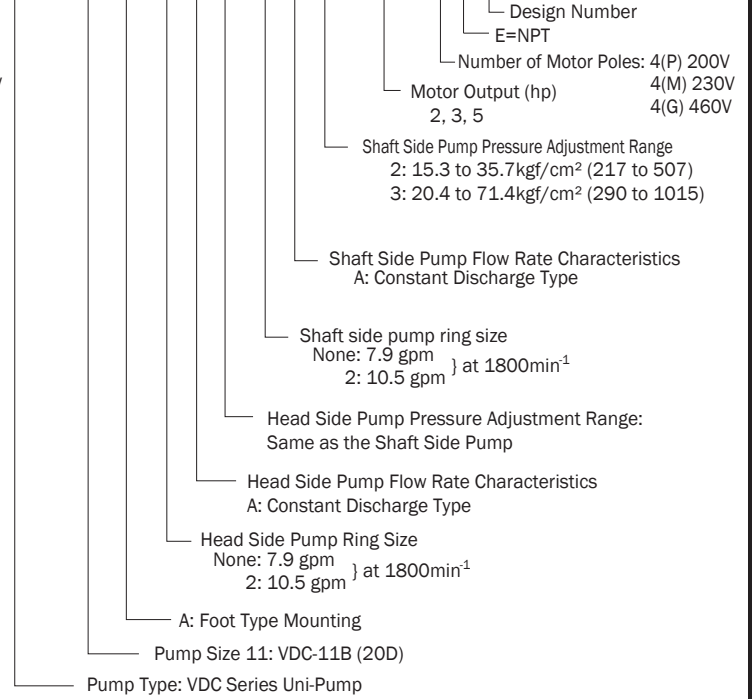 Design Number
E=NPT
Number of Motor Poles: 4(P) 200V
4(M) 230V
4(G) 460V
Motor Output (hp)
2, 3, 5
Shaft Side Pump Pressure Adjustment Range
2: 15.3 to 35.7kgf/cm² (217 to 507)
3: 20.4 to 71.4kgf/cm² (290 to 1015)
Shaft Side Pump Flow Rate Characteristics
A: Constant Discharge Type
Shaft side pump ring size
None: 7.9 gpm
2: 10.5 gpm } at 1800min⁻¹
Head Side Pump Pressure Adjustment Range:
Same as the Shaft Side Pump
Head Side Pump Flow Rate Characteristics
A: Constant Discharge Type
Head Side Pump Ring Size
None: 7.9 gpm
2: 10.5 gpm } at 1800min⁻¹
A: Foot Type Mounting
Pump Size 11: VDC-11B (20D)
Pump Type: VDC Series Uni-Pump